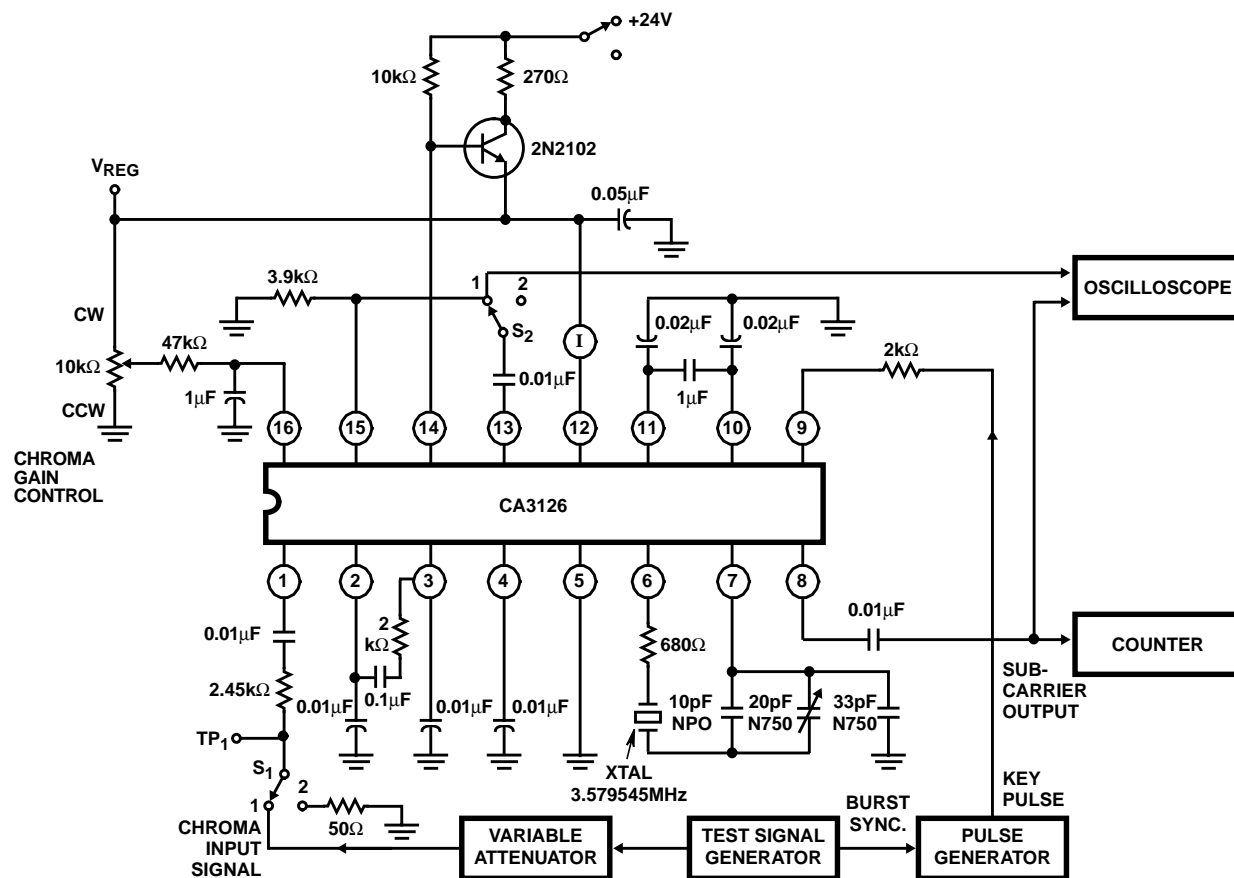 +24V
10kΩ
270Ω
2N2102
VREG
0.05µF
3.9kΩ
1
2
S2
OSCILLOSCOPE
CW
I
0.02µF
0.02µF
47kΩ
2kΩ
10kΩ
0.01µF
1µF
1µF
CCW
16
15
14
13
12
11
10
9
CHROMA
GAIN
CONTROL
CA3126
1
2
3
4
5
6
7
8
0.01µF
2
kΩ
0.01µF
680Ω
COUNTER
2.45kΩ
0.1µF
SUB-
CARRIER
OUTPUT
0.01µF
0.01µF
0.01µF
10pF
NPO
20pF
N750
33pF
N750
TP1
S1
XTAL
3.579545MHz
KEY
PULSE
1
2
50Ω
BURST
SYNC.
CHROMA
INPUT
SIGNAL
VARIABLE
ATTENUATOR
TEST SIGNAL
GENERATOR
PULSE
GENERATOR